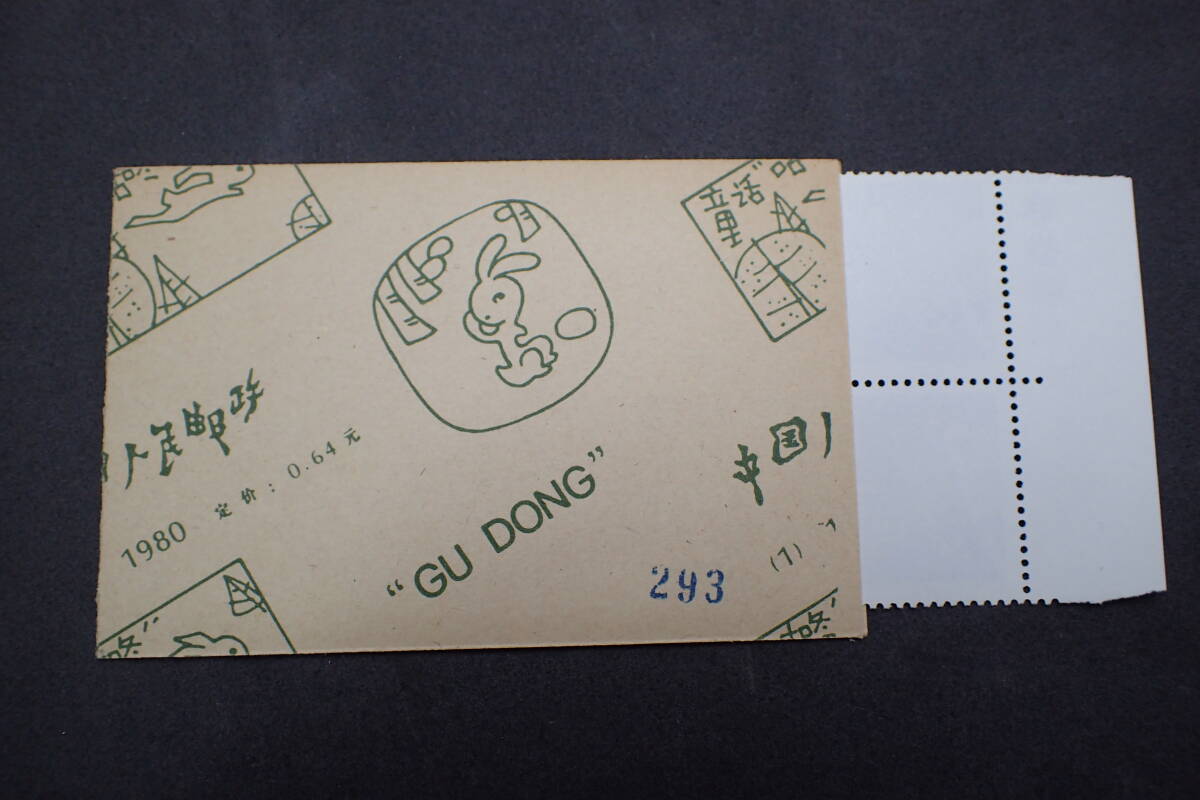 童话
人民邮政
1980 定价：0.64元
"GU DONG"
中国人
(1)
293